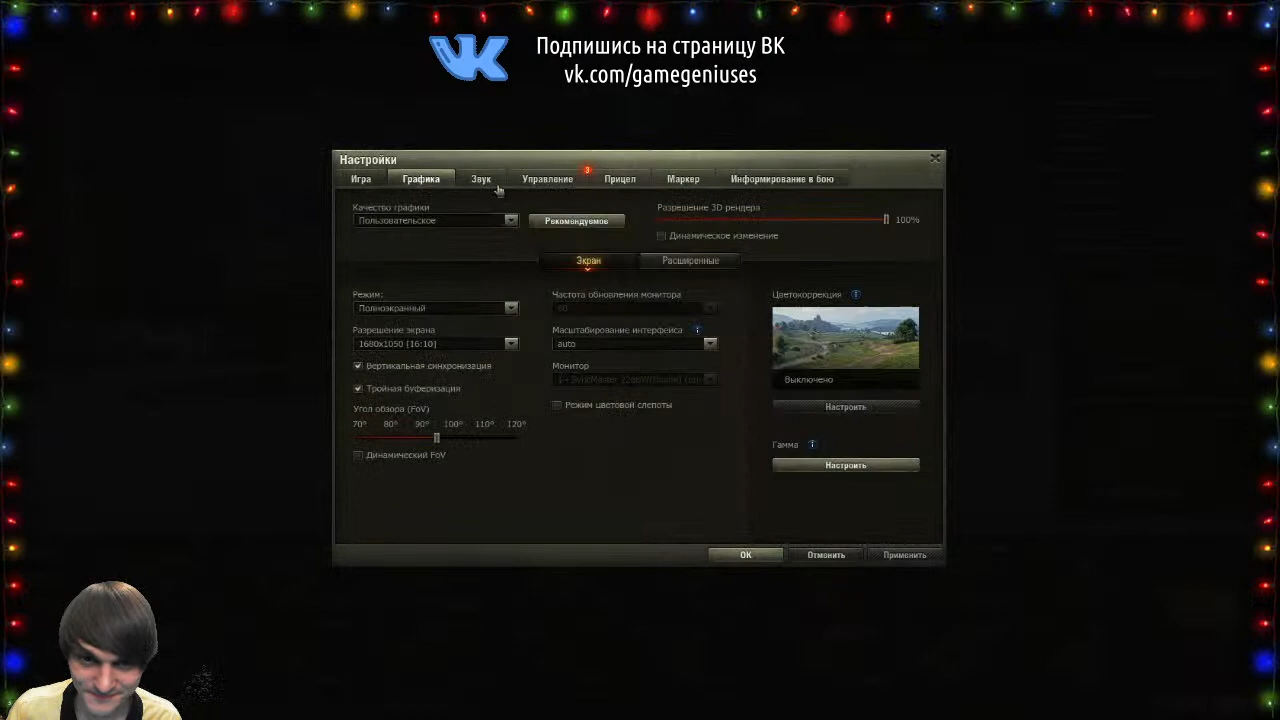 Подпишись на страницу ВК
vk.com/gamegeniuses
Настройки
Игра Графика Звук Управление 3 Прицел Маркер Информирование в бою
Качество графики
Пользовательское
Рекомендуемое
Разрешение 3D рендера
100%
Динамическое изменение
Экран Расширенные
Режим:
Полноэкранный
Разрешение экрана
1680x1050 [16:10]
Вертикальная синхронизация
Тройная буферизация
Угол обзора (FoV)
70° 80° 90° 100° 110° 120°
Динамический FoV
Частота обновления монитора
60
Масштабирование интерфейса
auto
Монитор
Режим цветовой слепоты
Цветокоррекция
Выключено
Настроить
Гамма
Настроить
OK Отменить Применить